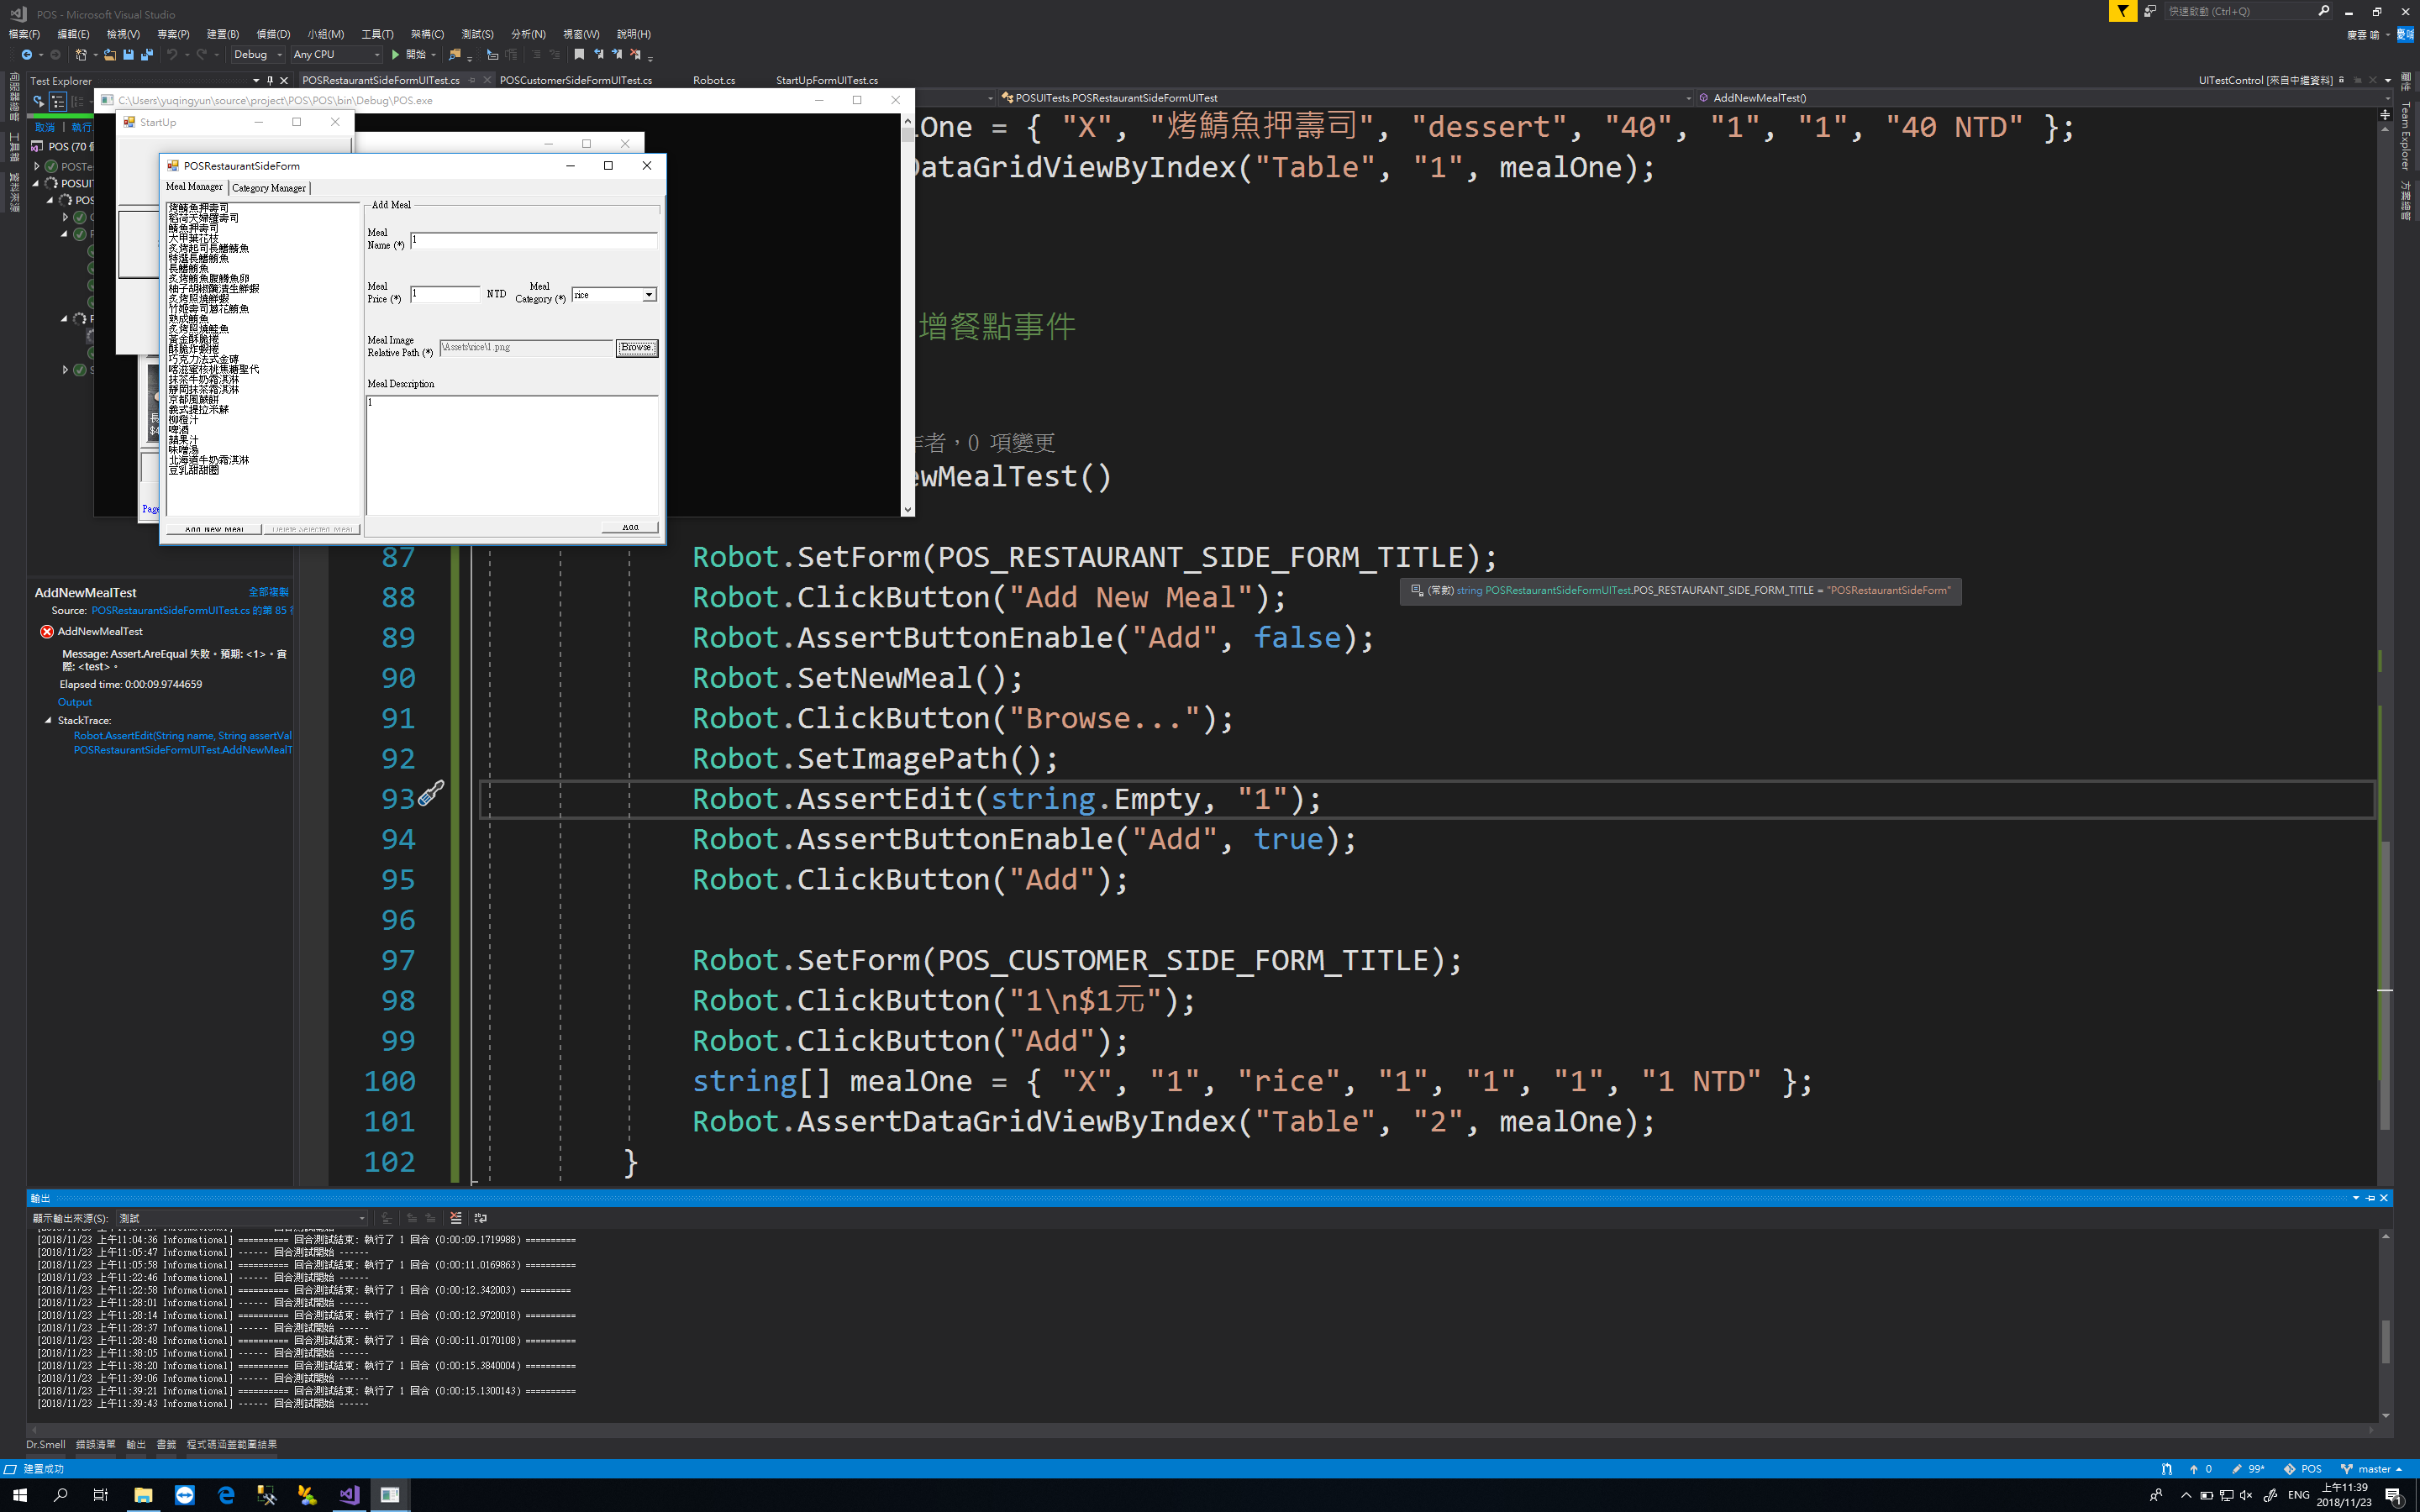 POS - Microsoft Visual Studio
快速啟動 (Ctrl+Q)
檔案(F) 編輯(E) 檢視(V) 專案(P) 建置(B) 偵錯(D) 小組(M) 工具(T) 架構(C) 測試(S) 分析(N) 視窗(W) 說明(H)
慶雲 喻
Debug Any CPU 開始
Test Explorer
POSRestaurantSideFormUITest.cs POSCustomerSideFormUITest.cs Robot.cs StartUpFormUITest.cs
UITestControl [來自中繼資料]
C:\Users\yuqingyun\source\project\POS\POS\bin\Debug\POS.exe
POSUITests.POSRestaurantSideFormUITest
AddNewMealTest()
Team Explorer
工具箱
取消 | 執行
POS (70
POSTe
POSUIT
POS
StartUp
POSRestaurantSideForm
Meal Manager Category Manager
烤鯖魚押壽司
稻荷天婦羅壽司
鯖魚押壽司
大甲葉花枝
炙烤起司長鰭鮪魚
特選長鰭鮪魚
長鰭鮪魚
炙烤鮪魚靨鱈魚卵
柚子胡椒醃漬生鮮蝦
炙烤照燒鮮蝦
竹姬壽司蔥花鮪魚
熟成鮪魚
炙烤照燒鮭魚
黃金酥脆捲
酥脆炸蝦捲
巧克力法式金磚
喀滋蜜核桃焦糖聖代
抹茶牛奶霜淇淋
靜岡抹茶霜淇淋
京都風蕨餅
義式提拉米蘇
柳橙汁
啤酒
蘋果汁
味噌湯
北海道牛奶霜淇淋
豆乳甜甜圈
Add New Meal Delete Selected Meal
Add Meal
Meal
Name (*) 1
Meal
Price (*) 1 NTD
Meal
Category (*) rice
Meal Image
Relative Path (*) \Assets\rice\1.png Browse
Meal Description
1
Add
Page
lOne = { "X", "烤鯖魚押壽司", "dessert", "40", "1", "1", "40 NTD" };
DataGridViewByIndex("Table", "1", mealOne);
增餐點事件
作者，0 項變更
ewMealTest()
87 Robot.SetForm(POS_RESTAURANT_SIDE_FORM_TITLE);
(常數) string POSRestaurantSideFormUITest.POS_RESTAURANT_SIDE_FORM_TITLE = "POSRestaurantSideForm"
88 Robot.ClickButton("Add New Meal");
89 Robot.AssertButtonEnable("Add", false);
90 Robot.SetNewMeal();
91 Robot.ClickButton("Browse...");
92 Robot.SetImagePath();
93 Robot.AssertEdit(string.Empty, "1");
94 Robot.AssertButtonEnable("Add", true);
95 Robot.ClickButton("Add");
96
97 Robot.SetForm(POS_CUSTOMER_SIDE_FORM_TITLE);
98 Robot.ClickButton("1\n$1元");
99 Robot.ClickButton("Add");
100 string[] mealOne = { "X", "1", "rice", "1", "1", "1", "1 NTD" };
101 Robot.AssertDataGridViewByIndex("Table", "2", mealOne);
102 }
AddNewMealTest 全部複製
Source: POSRestaurantSideFormUITest.cs 的第 85
AddNewMealTest
Message: Assert.AreEqual 失敗。預期: <1>。實
際: <test>。
Elapsed time: 0:00:09.9744659
Output
StackTrace:
Robot.AssertEdit(String name, String assertVal
POSRestaurantSideFormUITest.AddNewMealT
輸出
顯示輸出來源(S): 測試
[2018/11/23 上午11:04:36 Informational] ========== 回合測試結束: 執行了 1 回合 (0:00:09.1719988) ==========
[2018/11/23 上午11:05:47 Informational] ------ 回合測試開始 ------
[2018/11/23 上午11:05:58 Informational] ========== 回合測試結束: 執行了 1 回合 (0:00:11.0169863) ==========
[2018/11/23 上午11:22:46 Informational] ------ 回合測試開始 ------
[2018/11/23 上午11:22:58 Informational] ========== 回合測試結束: 執行了 1 回合 (0:00:12.342003) ==========
[2018/11/23 上午11:28:01 Informational] ------ 回合測試開始 ------
[2018/11/23 上午11:28:14 Informational] ========== 回合測試結束: 執行了 1 回合 (0:00:12.9720018) ==========
[2018/11/23 上午11:28:37 Informational] ------ 回合測試開始 ------
[2018/11/23 上午11:28:48 Informational] ========== 回合測試結束: 執行了 1 回合 (0:00:11.0170108) ==========
[2018/11/23 上午11:38:05 Informational] ------ 回合測試開始 ------
[2018/11/23 上午11:38:20 Informational] ========== 回合測試結束: 執行了 1 回合 (0:00:15.3840004) ==========
[2018/11/23 上午11:39:06 Informational] ------ 回合測試開始 ------
[2018/11/23 上午11:39:21 Informational] ========== 回合測試結束: 執行了 1 回合 (0:00:15.1300143) ==========
[2018/11/23 上午11:39:43 Informational] ------ 回合測試開始 ------
Dr.Smell 錯誤清單 輸出 書籤 程式碼涵蓋範圍結果
建置成功
0 99* POS master
ENG 上午11:39
2018/11/23